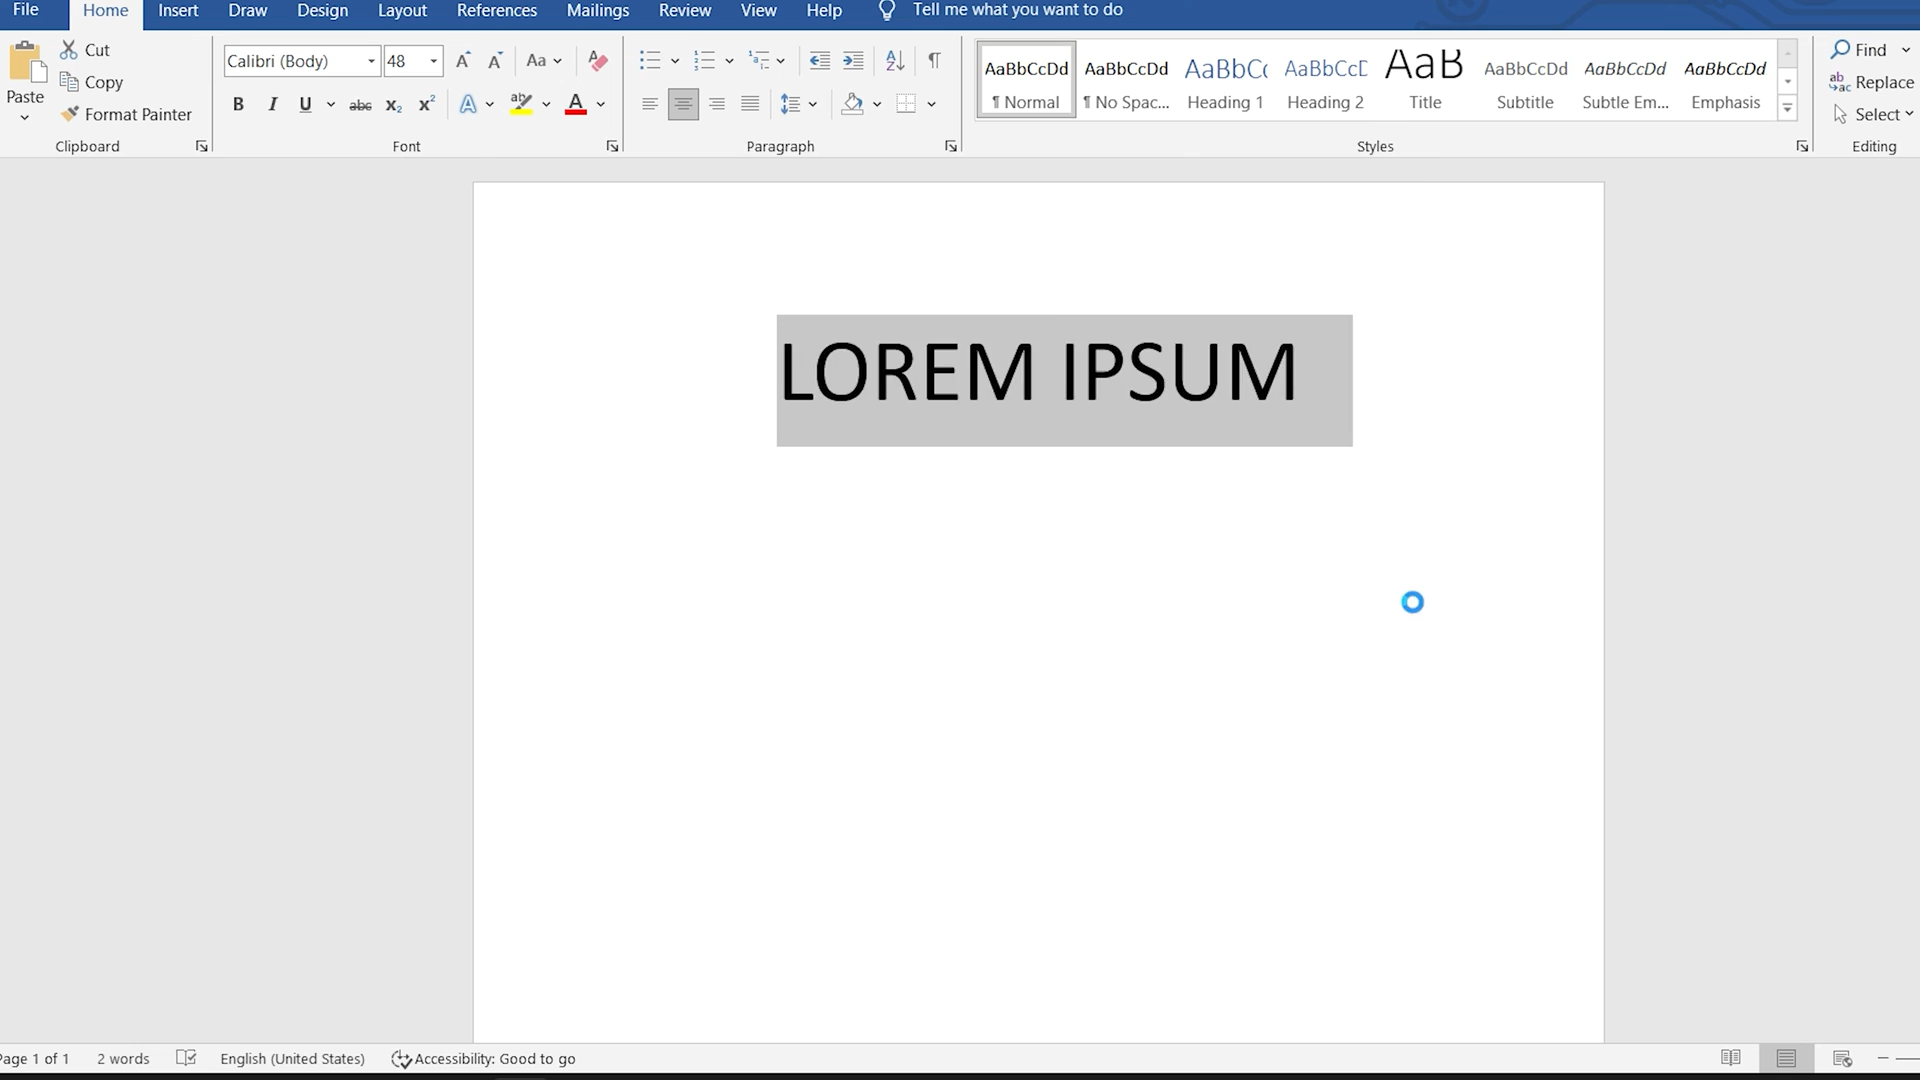 File Home Insert Draw Design Layout References Mailings Review View Help Tell me what you want to do
Paste
Cut
Copy
Format Painter
Clipboard
Calibri (Body) 48
Aa
B I U abc x₂ x² A ab A
Font
A Z ¶
Paragraph
AaBbCcDd AaBbCcDd AaBbCc AaBbCcD AaB AaBbCcDd AaBbCcDd AaBbCcDd
¶ Normal ¶ No Spac... Heading 1 Heading 2 Title Subtitle Subtle Em... Emphasis
Styles
Find
Replace
Select
Editing
LOREM IPSUM
Page 1 of 1 2 words English (United States) Accessibility: Good to go